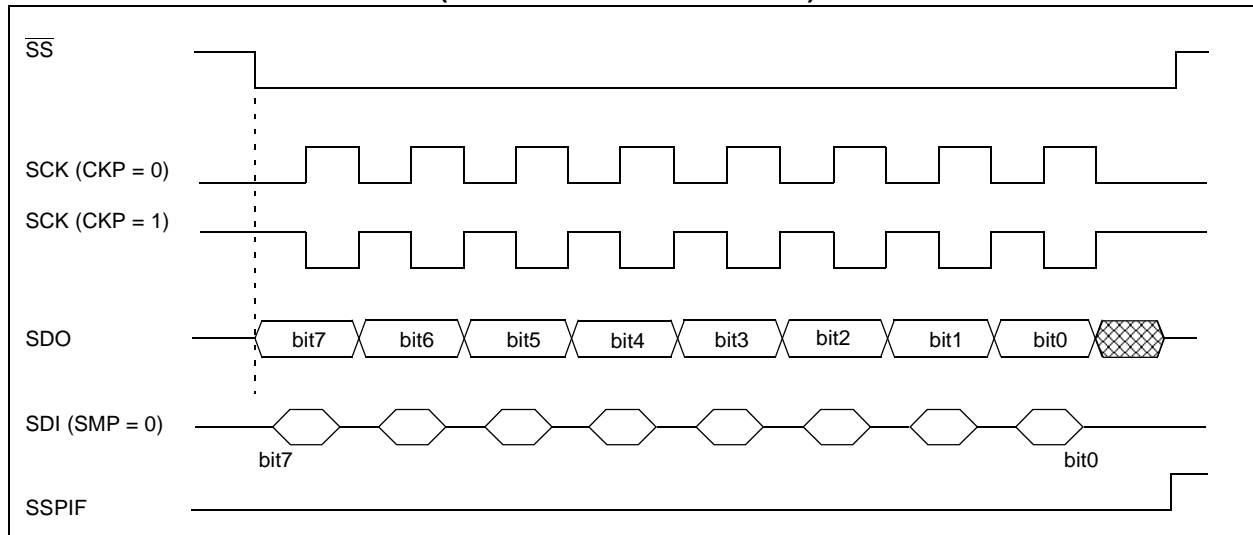 SS
SCK (CKP = 0)
SCK (CKP = 1)
SDO bit7 bit6 bit5 bit4 bit3 bit2 bit1 bit0
SDI (SMP = 0)
bit7 bit0
SSPIF